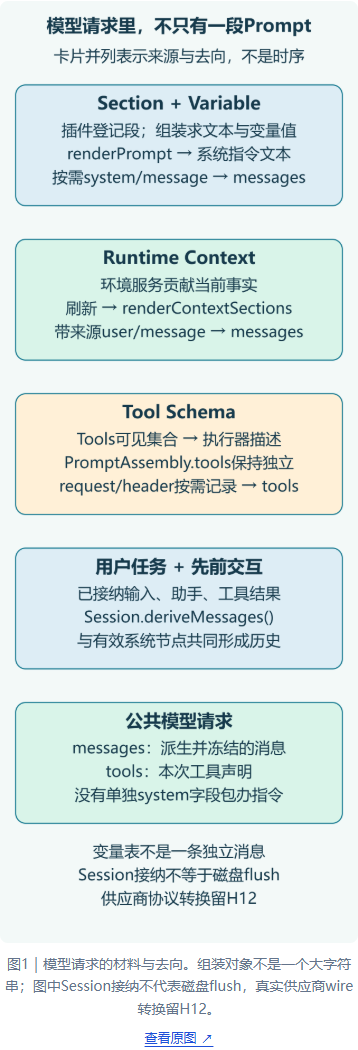 模型请求里，不只有一段Prompt
卡片并列表示来源与去向，不是时序
Section + Variable
插件登记段；组装求文本与变量值
renderPrompt → 系统指令文本
按需system/message → messages
Runtime Context
环境服务贡献当前事实
刷新 → renderContextSections
带来源user/message → messages
Tool Schema
Tools可见集合 → 执行器描述
PromptAssembly.tools保持独立
request/header按需记录 → tools
用户任务 + 先前交互
已接纳输入、助手、工具结果
Session.deriveMessages()
与有效系统节点共同形成历史
公共模型请求
messages：派生并冻结的消息
tools：本次工具声明
没有单独system字段包办指令
变量表不是一条独立消息
Session接纳不等于磁盘flush
供应商协议转换留H12
图1｜模型请求的材料与去向。组装对象不是一个大字符
串；图中Session接纳不代表磁盘flush，真实供应商wire
转换留H12。
查看原图 ↗